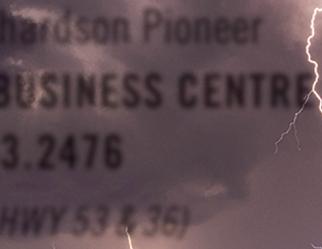 hardson Pioneer
BUSINESS CENTRE
3.2476
HWY 53 & 36)